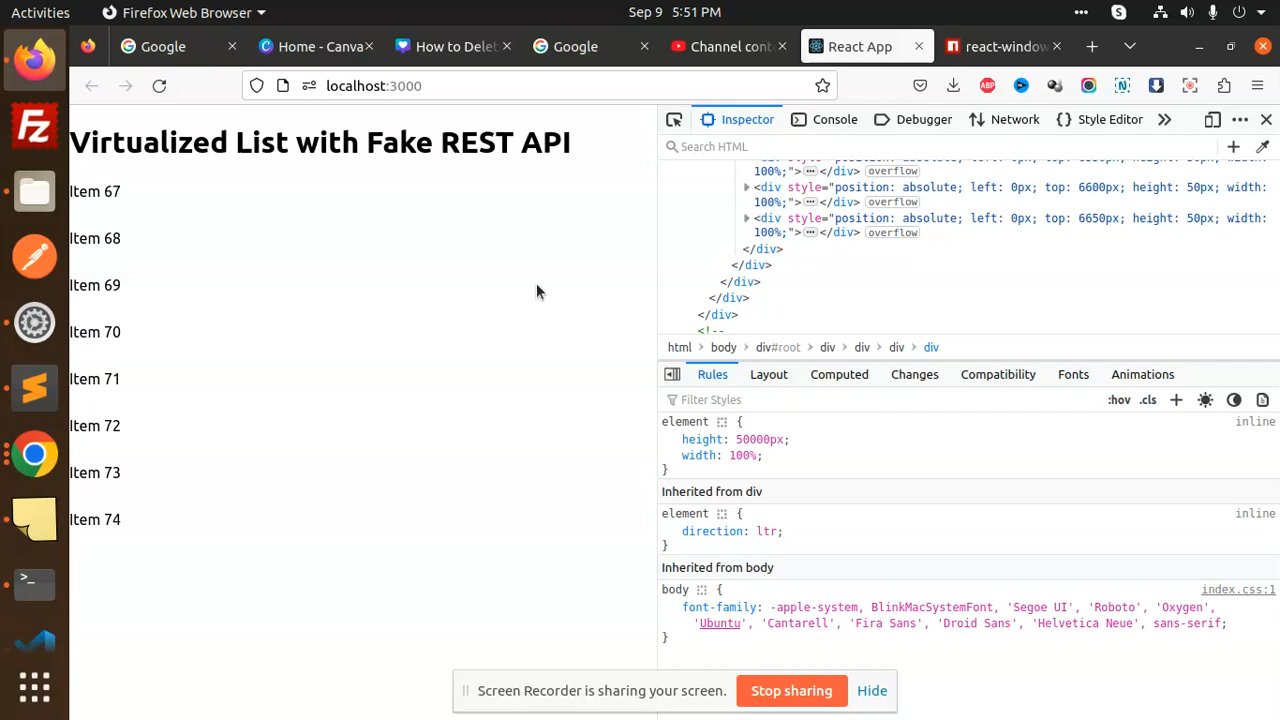 Activities
Firefox Web Browser
Sep 9 5:51 PM
Google
Home - Canva
How to Delet
Google
Channel cont
React App
react-window
localhost:3000
Virtualized List with Fake REST API
Item 67
Item 68
Item 69
Item 70
Item 71
Item 72
Item 73
Item 74
Inspector
Console
Debugger
Network
Style Editor
Search HTML
100%;"> ⋯ </div> overflow
<div style="position: absolute; left: 0px; top: 6600px; height: 50px; width:
100%;"> ⋯ </div> overflow
<div style="position: absolute; left: 0px; top: 6650px; height: 50px; width:
100%;"> ⋯ </div> overflow
</div>
</div>
</div>
</div>
</div>
<!--
html
body
div#root
div
div
div
div
Rules
Layout
Computed
Changes
Compatibility
Fonts
Animations
Filter Styles
:hov .cls
element { inline
height: 50000px;
width: 100%;
}
Inherited from div
element { inline
direction: ltr;
}
Inherited from body
body { index.css:1
font-family: -apple-system, BlinkMacSystemFont, 'Segoe UI', 'Roboto', 'Oxygen',
'Ubuntu', 'Cantarell', 'Fira Sans', 'Droid Sans', 'Helvetica Neue', sans-serif;
}
Screen Recorder is sharing your screen.
Stop sharing
Hide